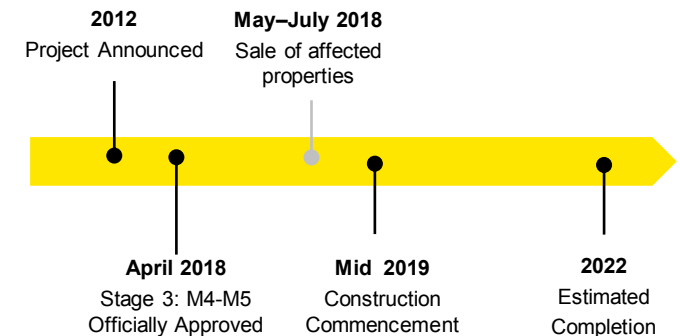 2012
Project Announced
May–July 2018
Sale of affected
properties
April 2018
Stage 3: M4-M5
Officially Approved
Mid 2019
Construction
Commencement
2022
Estimated
Completion